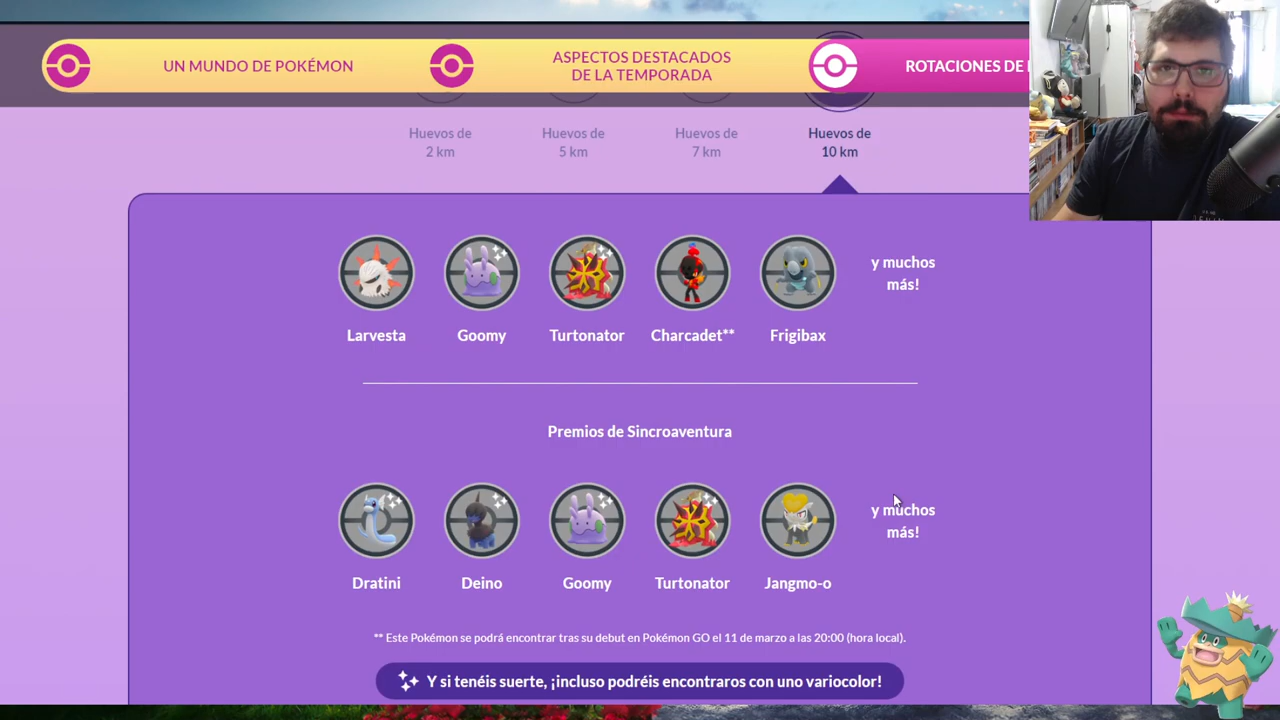 UN MUNDO DE POKÉMON
ASPECTOS DESTACADOS
DE LA TEMPORADA
ROTACIONES DE
Huevos de
2 km
Huevos de
5 km
Huevos de
7 km
Huevos de
10 km
Larvesta
Goomy
Turtonator
Charcadet**
Frigibax
y muchos
más!
Premios de Sincroaventura
Dratini
Deino
Goomy
Turtonator
Jangmo-o
y muchos
más!
** Este Pokémon se podrá encontrar tras su debut en Pokémon GO el 11 de marzo a las 20:00 (hora local).
Y si tenéis suerte, ¡incluso podréis encontraros con uno variocolor!